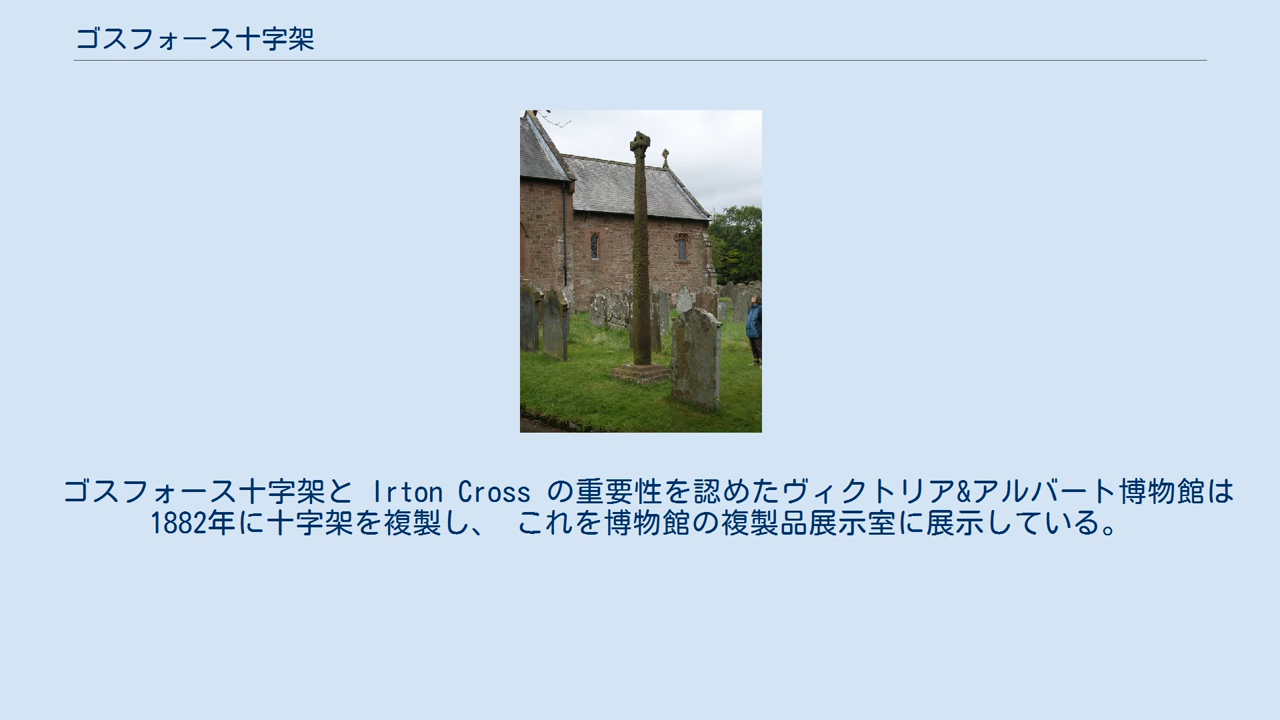 ゴスフォース十字架
ゴスフォース十字架と Irton Cross の重要性を認めたヴィクトリア&アルバート博物館は
1882年に十字架を複製し、 これを博物館の複製品展示室に展示している。